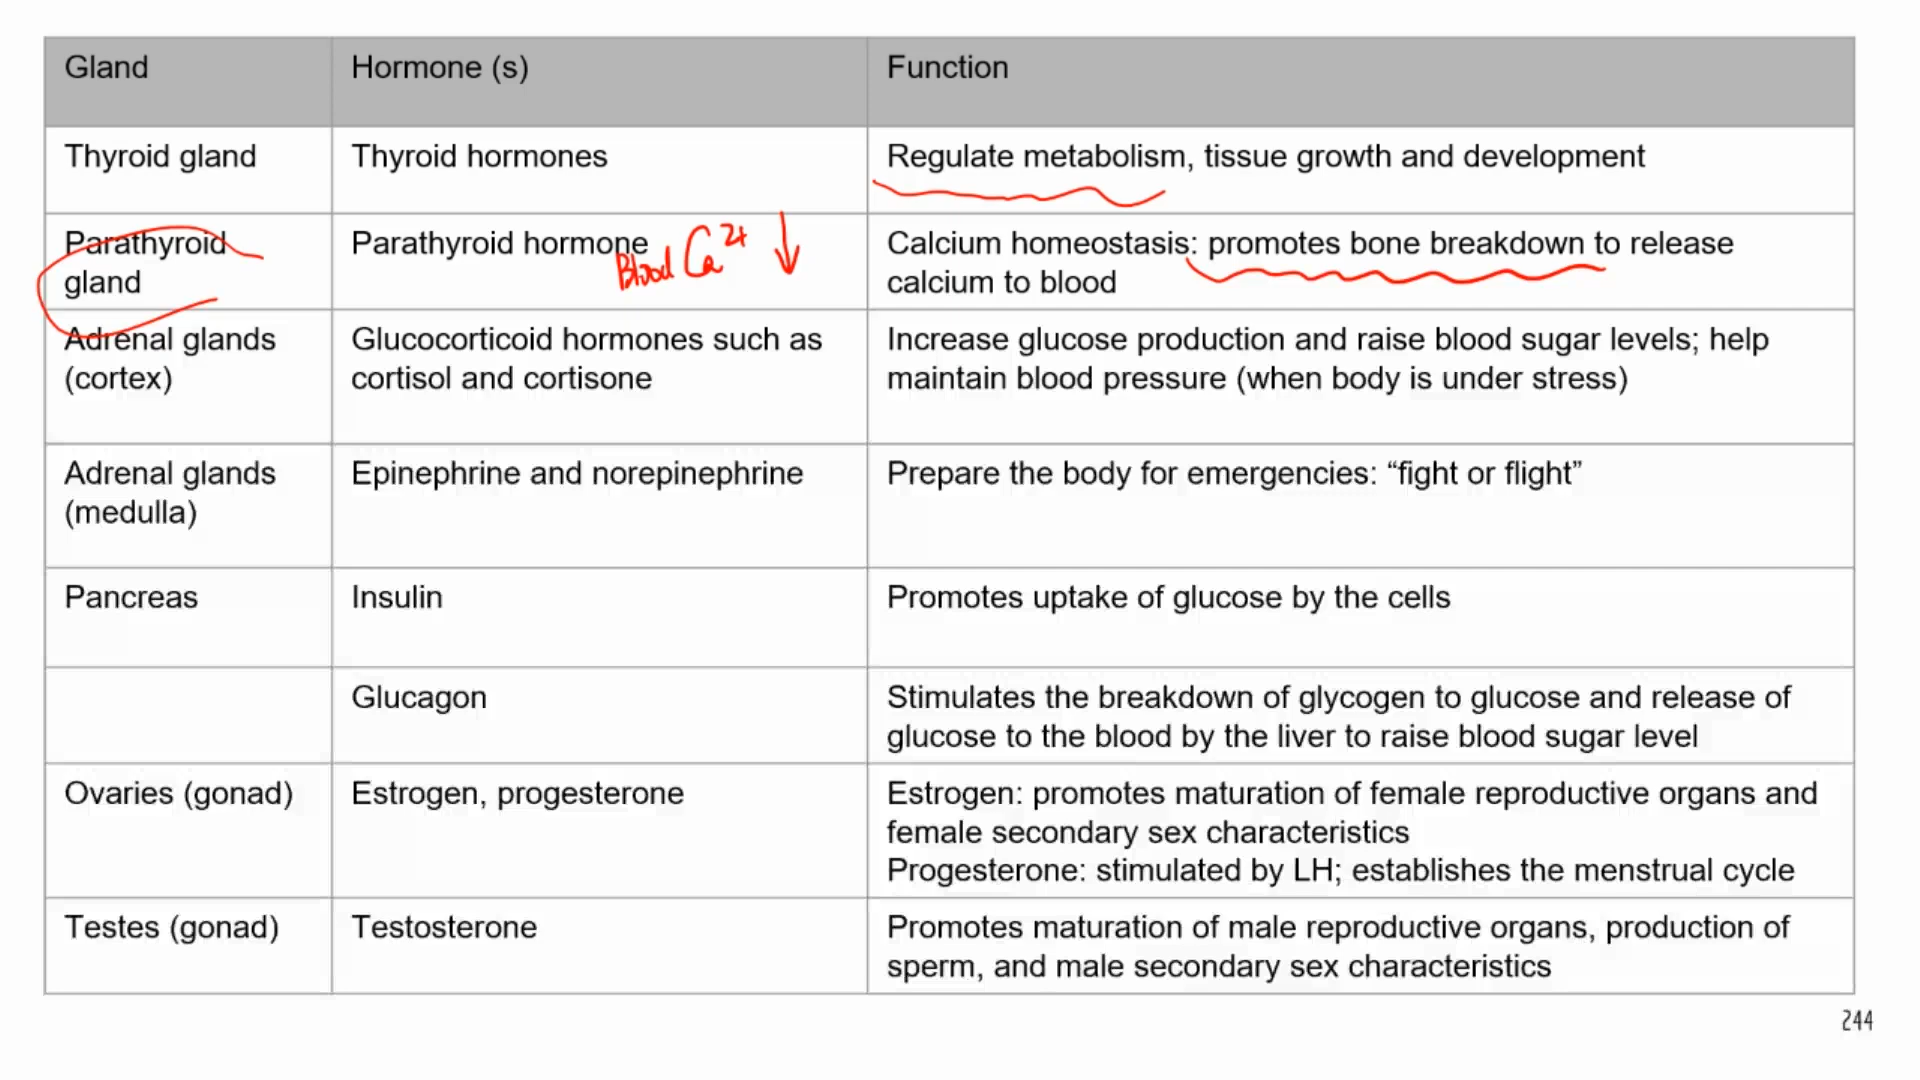 Gland Hormone (s) Function
Thyroid gland Thyroid hormones Regulate metabolism, tissue growth and development
Parathyroid Parathyroid hormone Calcium homeostasis: promotes bone breakdown to release
gland calcium to blood
Blood Ca2+ ↓
Adrenal glands Glucocorticoid hormones such as Increase glucose production and raise blood sugar levels; help
(cortex) cortisol and cortisone maintain blood pressure (when body is under stress)
Adrenal glands Epinephrine and norepinephrine Prepare the body for emergencies: “fight or flight”
(medulla)
Pancreas Insulin Promotes uptake of glucose by the cells
Glucagon Stimulates the breakdown of glycogen to glucose and release of
glucose to the blood by the liver to raise blood sugar level
Ovaries (gonad) Estrogen, progesterone Estrogen: promotes maturation of female reproductive organs and
female secondary sex characteristics
Progesterone: stimulated by LH; establishes the menstrual cycle
Testes (gonad) Testosterone Promotes maturation of male reproductive organs, production of
sperm, and male secondary sex characteristics
244